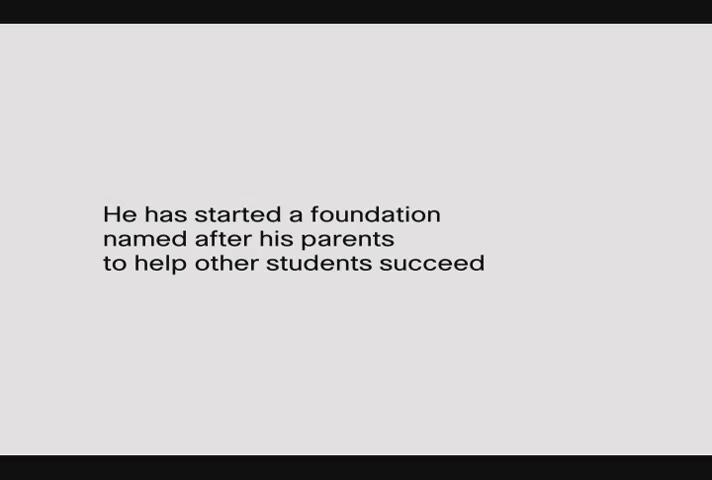 He has started a foundation
named after his parents
to help other students succeed